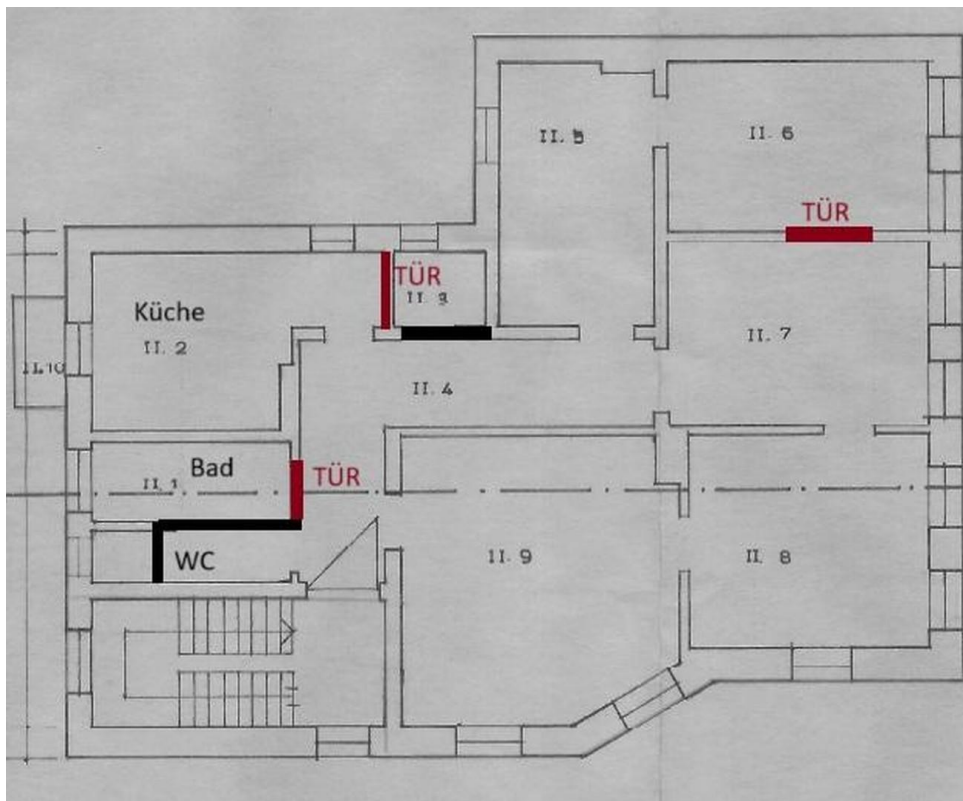 II. 5
II. 6
TÜR
TÜR
II. 3
Küche
II. 2
II. 7
II.10
II. 4
Bad
II. 1
TÜR
WC
II. 9
II. 8